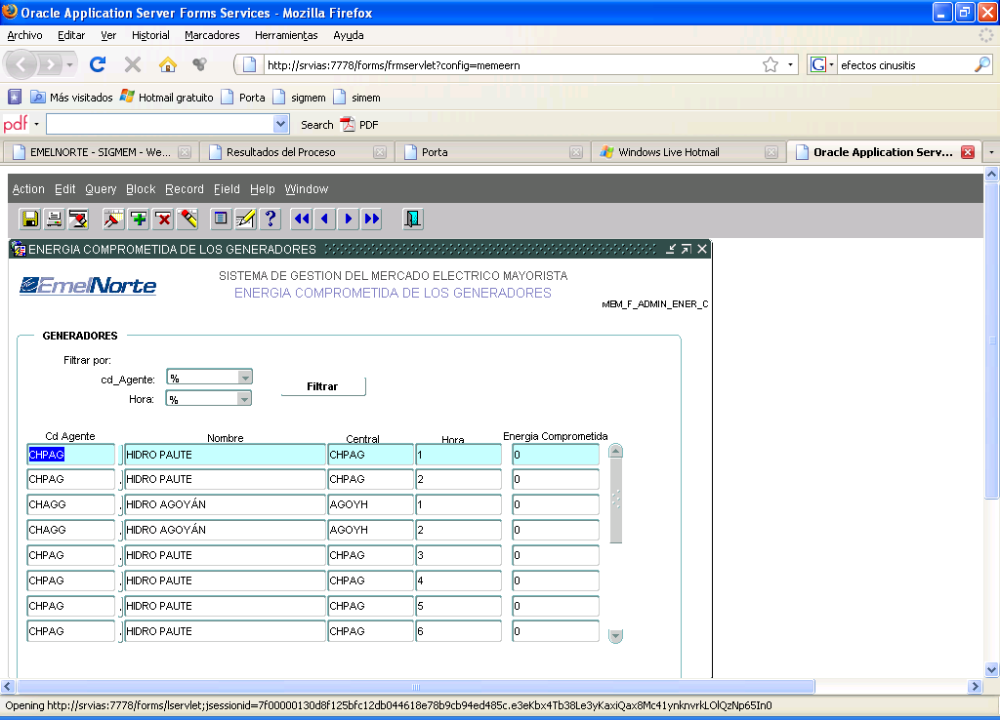 Oracle Application Server Forms Services - Mozilla Firefox
Archivo Editar Ver Historial Marcadores Herramientas Ayuda
http://srvias:7778/forms/frmservlet?config=memeern
efectos cinusitis
Más visitados Hotmail gratuito Porta sigmem simem
pdf Search PDF
EMELNORTE - SIGMEM - We... Resultados del Proceso Porta Windows Live Hotmail Oracle Application Serv...
Action Edit Query Block Record Field Help Window
ENERGIA COMPROMETIDA DE LOS GENERADORES
EmelNorte
SISTEMA DE GESTION DEL MERCADO ELECTRICO MAYORISTA
ENERGIA COMPROMETIDA DE LOS GENERADORES
MEM_F_ADMIN_ENER_C
GENERADORES
Filtrar por:
cd_Agente: %
Hora: %
Filtrar
Cd Agente Nombre Central Hora Energia Comprometida
CHPAG HIDRO PAUTE CHPAG 1 0
CHPAG HIDRO PAUTE CHPAG 2 0
CHAGG HIDRO AGOYÁN AGOYH 1 0
CHAGG HIDRO AGOYÁN AGOYH 2 0
CHPAG HIDRO PAUTE CHPAG 3 0
CHPAG HIDRO PAUTE CHPAG 4 0
CHPAG HIDRO PAUTE CHPAG 5 0
CHPAG HIDRO PAUTE CHPAG 6 0
Opening http://srvias:7778/forms/lservlet;jsessionid=7f00000130d8f125bfc12db044618e78b9cb94ed485c.e3eKbx4Tb38Le3yKaxiQax8Mc41ynknvrkLOlQzNp65In0